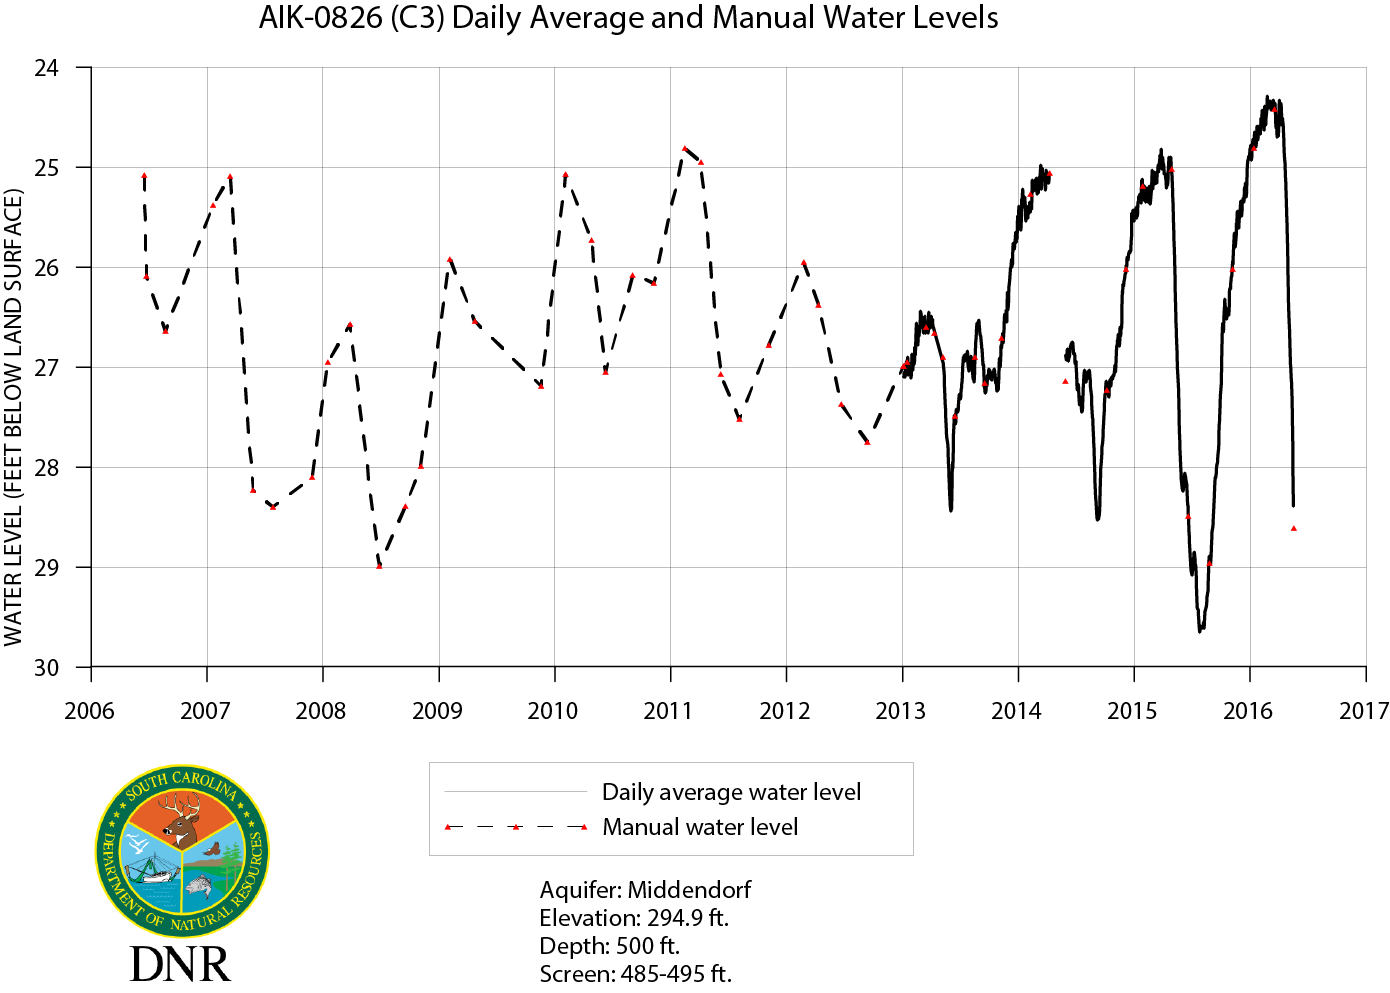 AIK-0826 (C3) Daily Average and Manual Water Levels
WATER LEVEL (FEET BELOW LAND SURFACE)
24
25
26
27
28
29
30
2006 2007 2008 2009 2010 2011 2012 2013 2014 2015 2016 2017
Daily average water level
Manual water level
SOUTH CAROLINA
DEPARTMENT OF NATURAL RESOURCES
DNR
Aquifer: Middendorf
Elevation: 294.9 ft.
Depth: 500 ft.
Screen: 485-495 ft.